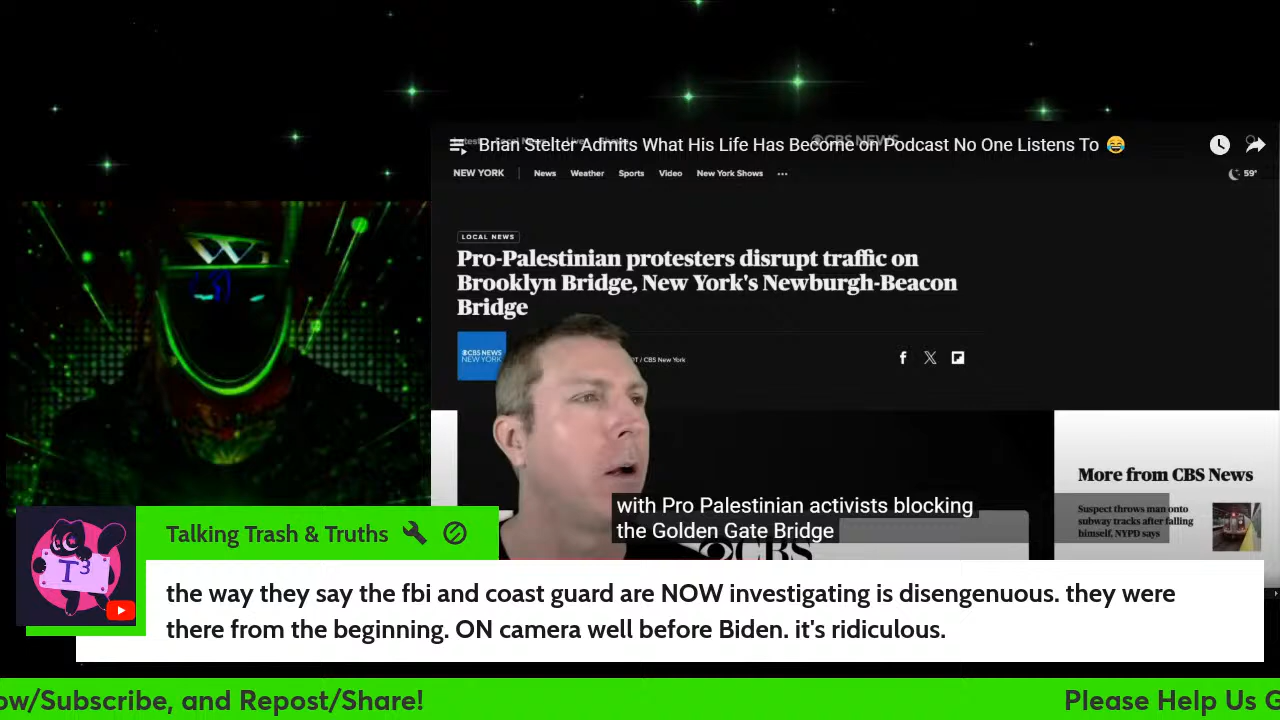 Brian Stelter Admits What His Life Has Become on Podcast No One Listens To 😂
CBS NEWS
NEW YORK
News
Weather
Sports
Video
New York Shows
59°
LOCAL NEWS
Pro-Palestinian protesters disrupt traffic on
Brooklyn Bridge, New York's Newburgh-Beacon
Bridge
CBS NEWS
NEW YORK
/ CBS New York
with Pro Palestinian activists blocking
the Golden Gate Bridge
More from CBS News
Suspect throws man onto
subway tracks after falling
himself, NYPD says
CBS
W
T3
Talking Trash & Truths
the way they say the fbi and coast guard are NOW investigating is disengenuous. they were
there from the beginning. ON camera well before Biden. it's ridiculous.
ow/Subscribe, and Repost/Share!
Please Help Us G